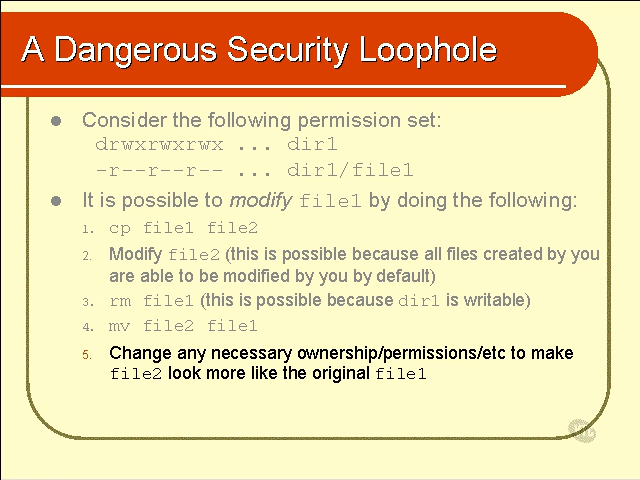 A Dangerous Security Loophole
Consider the following permission set:
drwxrwxrwx ... dir1
-r--r--r-- ... dir1/file1
It is possible to modify file1 by doing the following:
1. cp file1 file2
2. Modify file2 (this is possible because all files created by you
are able to be modified by you by default)
3. rm file1 (this is possible because dir1 is writable)
4. mv file2 file1
5. Change any necessary ownership/permissions/etc to make
file2 look more like the original file1